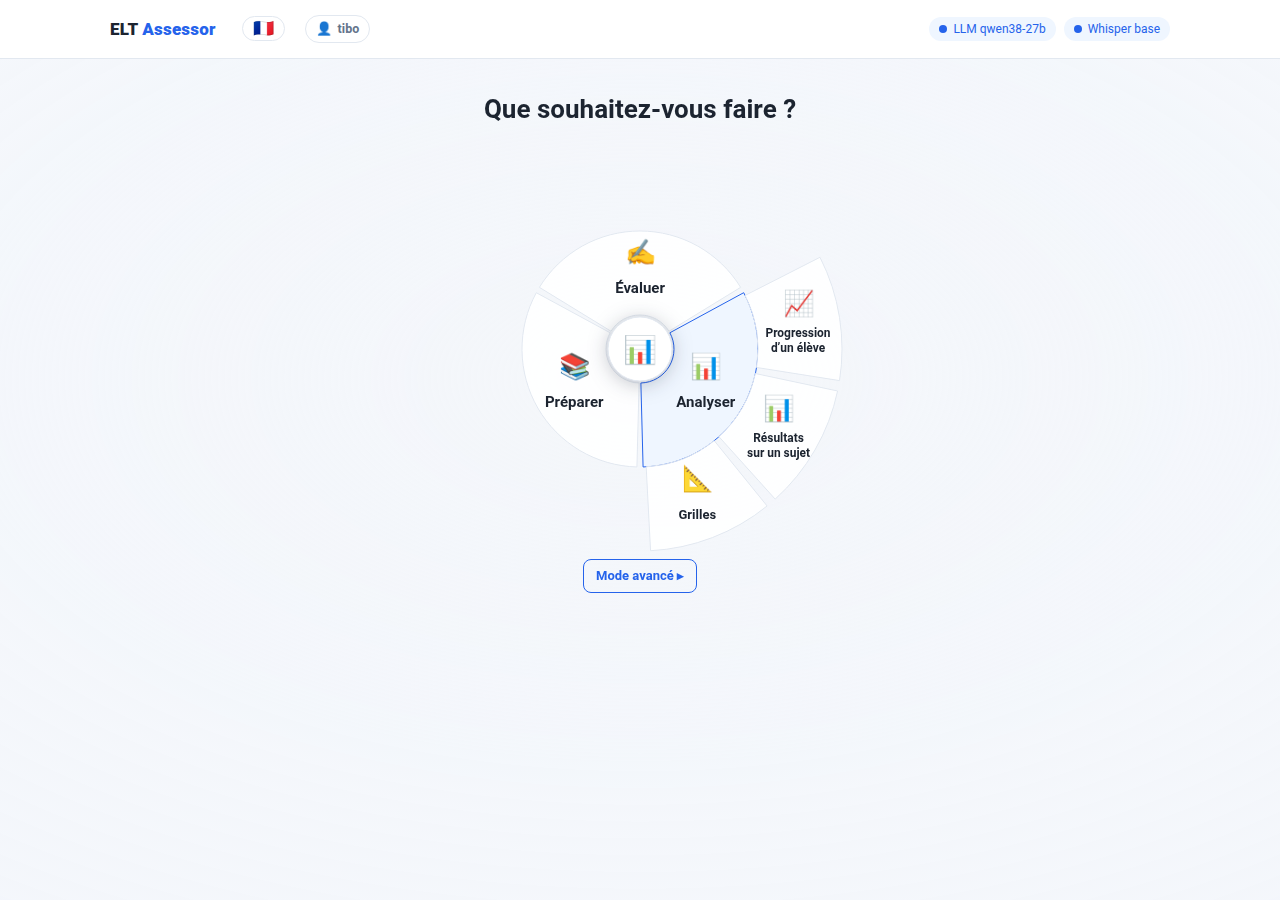 ELT Assessor
tibo
LLM qwen38-27b
Whisper base
Que souhaitez-vous faire ?
Évaluer
Progression
d'un élève
Préparer
Analyser
Résultats
sur un sujet
Grilles
Mode avancé ▸